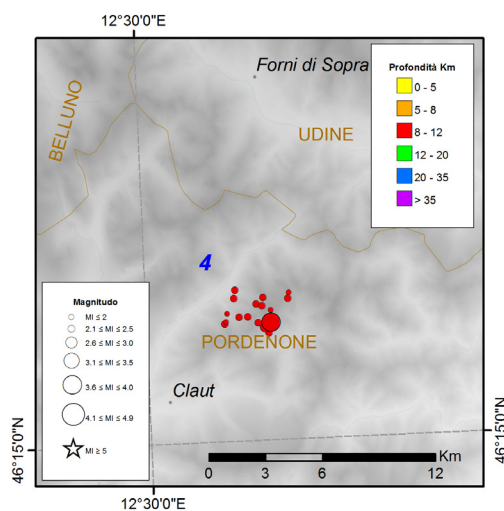 12°30'0"E
Forni di Sopra
BELLUNO
UDINE
Profondità Km
0 - 5
5 - 8
8 - 12
12 - 20
20 - 35
> 35
4
Magnitudo
Ml ≤ 2
2.1 ≤ Ml ≤ 2.5
2.6 ≤ Ml ≤ 3.0
3.1 ≤ Ml ≤ 3.5
3.6 ≤ Ml ≤ 4.0
4.1 ≤ Ml ≤ 4.9
Ml ≥ 5
PORDENONE
Claut
46°15'0"N
46°15'0"N
Km
0 3 6 12
12°30'0"E